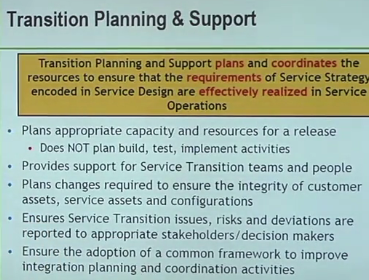 Transition Planning & Support
Transition Planning and Support plans and coordinates the
resources to ensure that the requirements of Service Strategy
encoded in Service Design are effectively realized in Service
Operations
• Plans appropriate capacity and resources for a release
• Does NOT plan build, test, implement activities
• Provides support for Service Transition teams and people
• Plans changes required to ensure the integrity of customer
assets, service assets and configurations
• Ensures Service Transition issues, risks and deviations are
reported to appropriate stakeholders/decision makers
• Ensure the adoption of a common framework to improve
integration planning and coordination activities